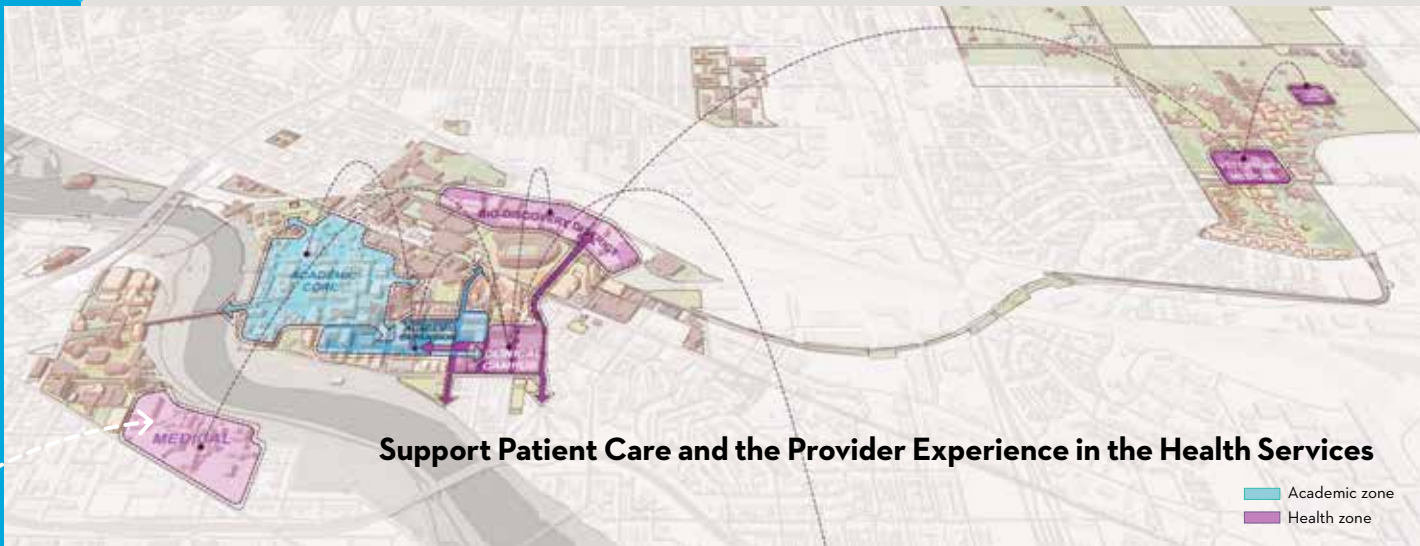 BIO-DISCOVERY DISTRICT
ACADEMIC
CORE
CLINICAL
CAMPUS
MEDICAL
Support Patient Care and the Provider Experience in the Health Services
Academic zone
Health zone